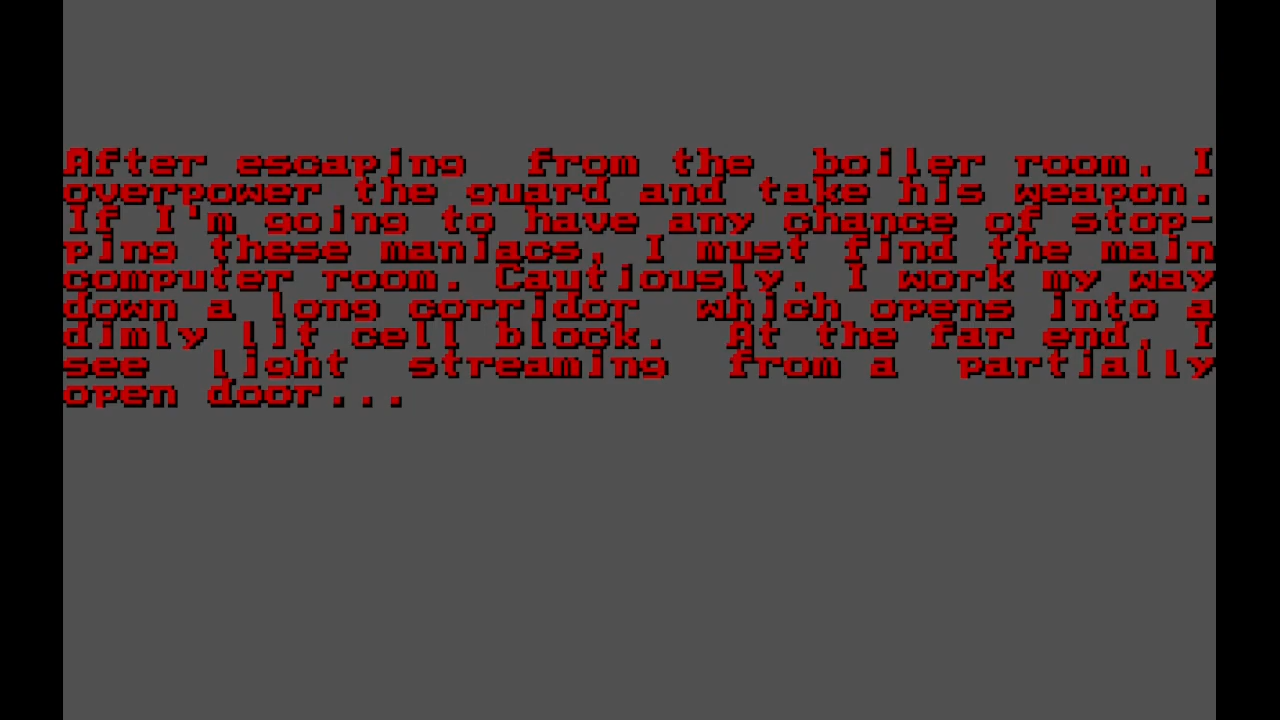 After escaping  from the  boiler room, I
overpower the guard and take his weapon.
If I'm going to have any chance of stop-
ping these maniacs, I must find the main
computer room. Cautiously, I work my way
down a long corridor  which opens into a
dimly lit cell block.  At the far end, I
see  light  streaming  from a  partially
open door...